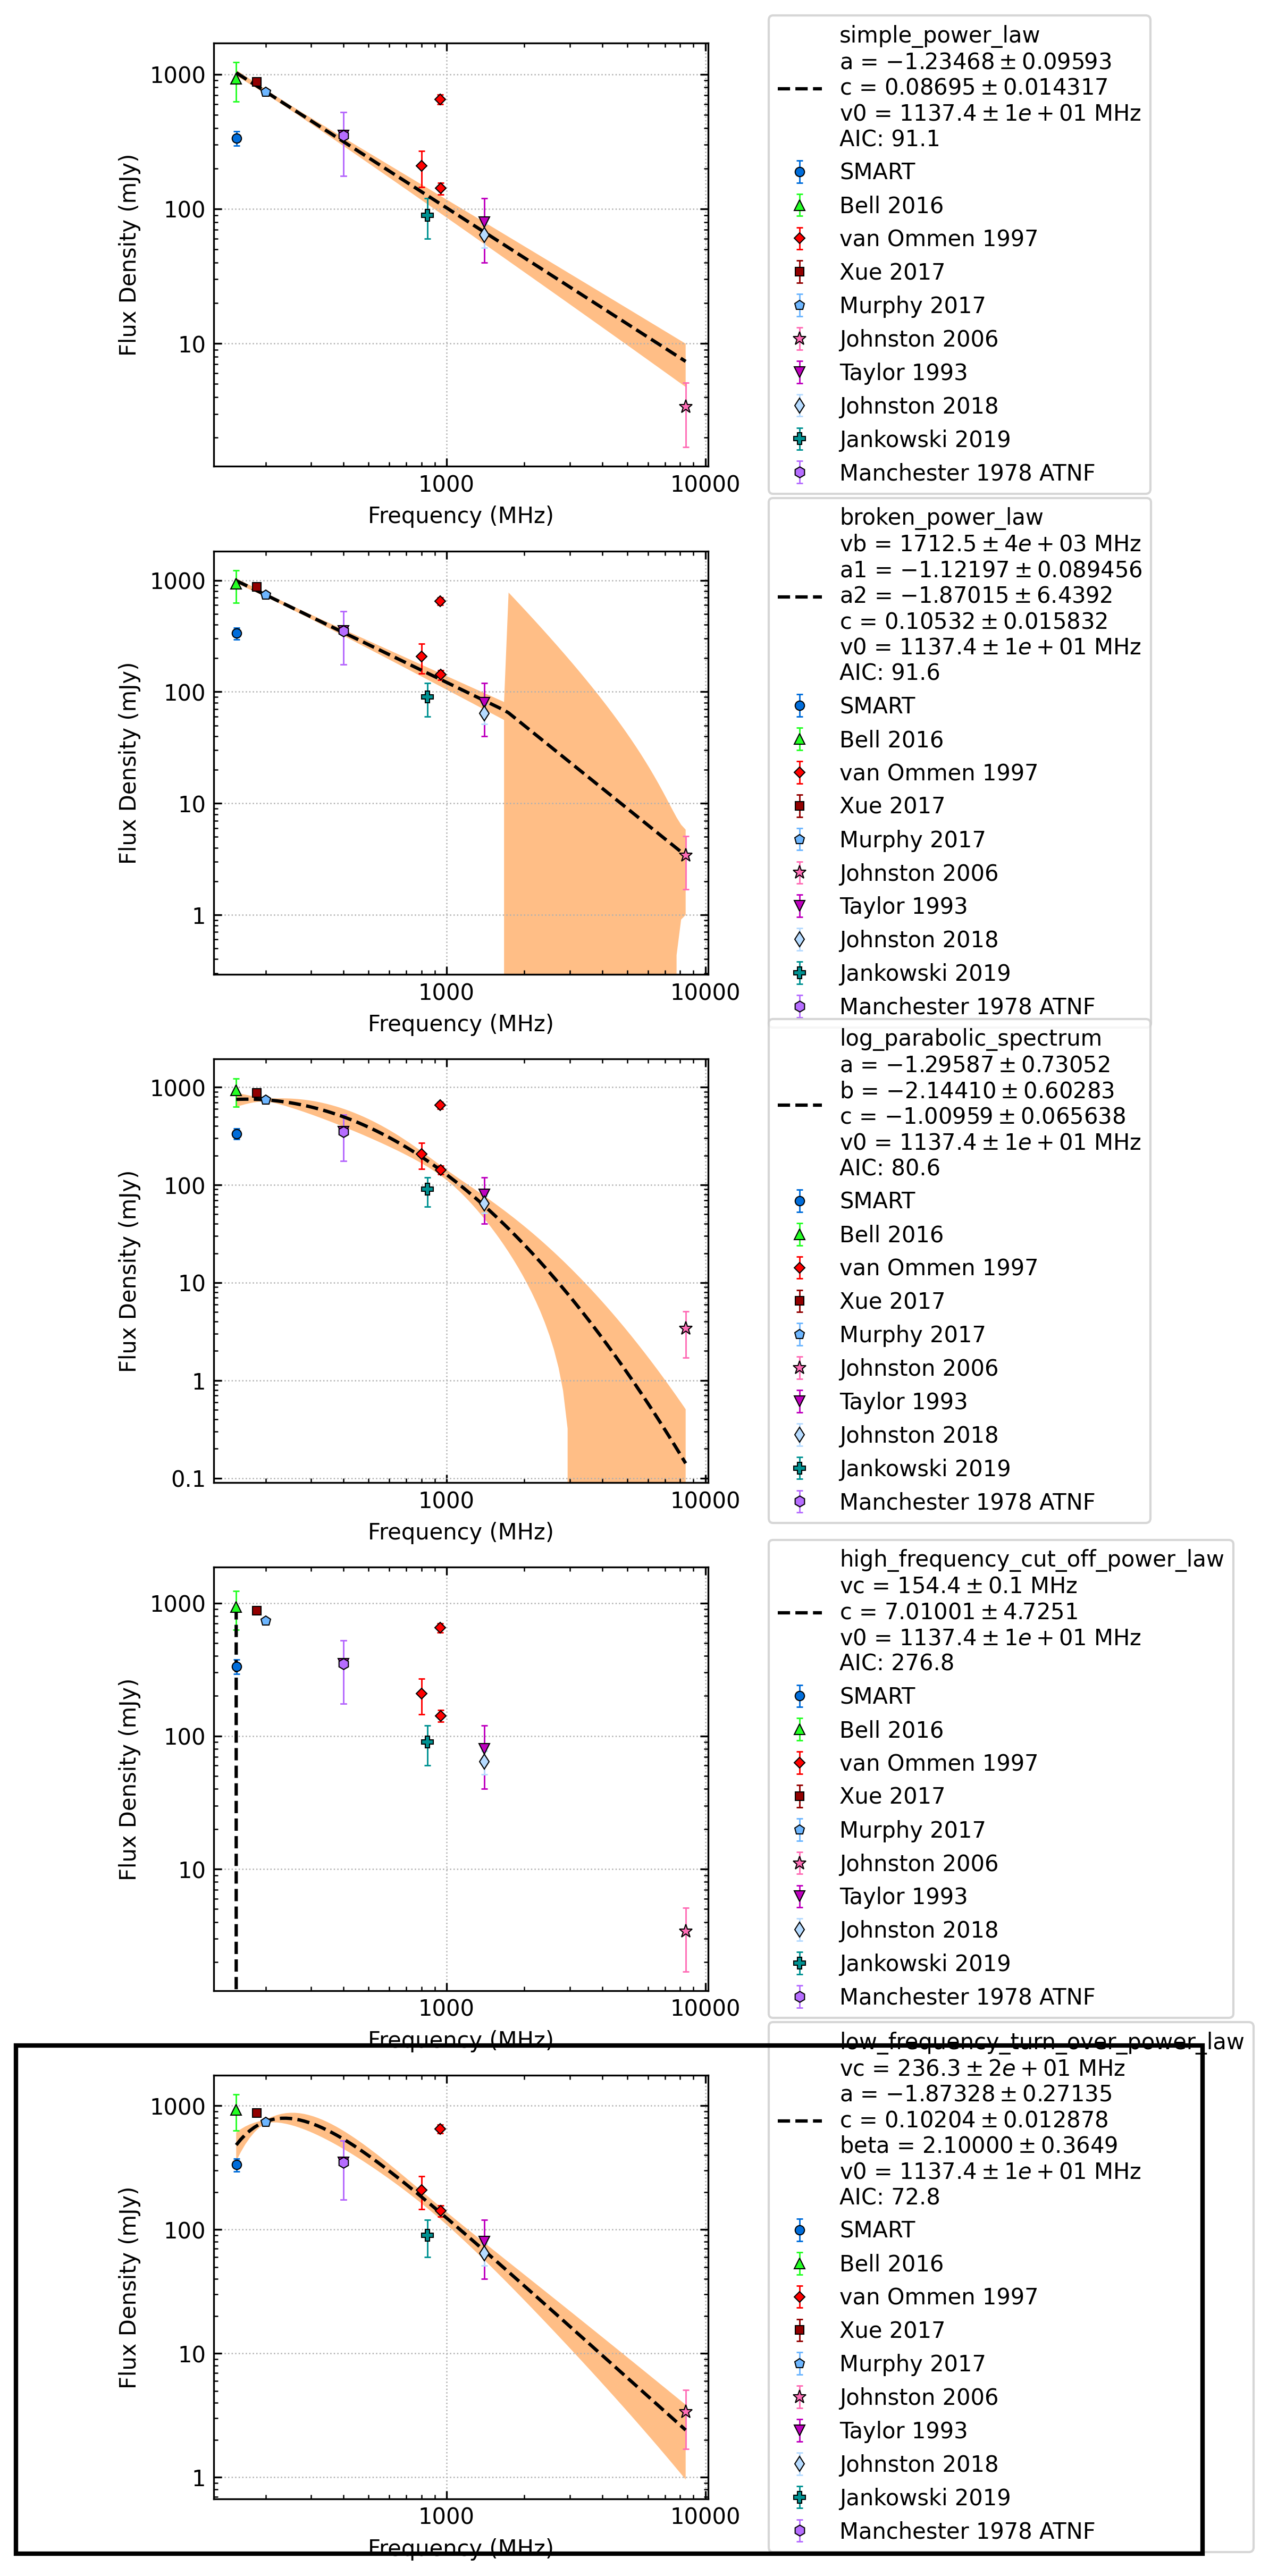 simple_power_law
a = −1.23468 ± 0.09593
c = 0.08695 ± 0.014317
v0 = 1137.4 ± 1e + 01 MHz
AIC: 91.1
SMART
Bell 2016
van Ommen 1997
Xue 2017
Murphy 2017
Johnston 2006
Taylor 1993
Johnston 2018
Jankowski 2019
Manchester 1978 ATNF
Flux Density (mJy)
1000
100
10
1000
10000
Frequency (MHz)
broken_power_law
vb = 1712.5 ± 4e + 03 MHz
a1 = −1.12197 ± 0.089456
a2 = −1.87015 ± 6.4392
c = 0.10532 ± 0.015832
v0 = 1137.4 ± 1e + 01 MHz
AIC: 91.6
SMART
Bell 2016
van Ommen 1997
Xue 2017
Murphy 2017
Johnston 2006
Taylor 1993
Johnston 2018
Jankowski 2019
Manchester 1978 ATNF
Flux Density (mJy)
1000
100
10
1
1000
10000
Frequency (MHz)
log_parabolic_spectrum
a = −1.29587 ± 0.73052
b = −2.14410 ± 0.60283
c = −1.00959 ± 0.065638
v0 = 1137.4 ± 1e + 01 MHz
AIC: 80.6
SMART
Bell 2016
van Ommen 1997
Xue 2017
Murphy 2017
Johnston 2006
Taylor 1993
Johnston 2018
Jankowski 2019
Manchester 1978 ATNF
Flux Density (mJy)
1000
100
10
1
0.1
1000
10000
Frequency (MHz)
high_frequency_cut_off_power_law
vc = 154.4 ± 0.1 MHz
c = 7.01001 ± 4.7251
v0 = 1137.4 ± 1e + 01 MHz
AIC: 276.8
SMART
Bell 2016
van Ommen 1997
Xue 2017
Murphy 2017
Johnston 2006
Taylor 1993
Johnston 2018
Jankowski 2019
Manchester 1978 ATNF
Flux Density (mJy)
1000
100
10
1000
10000
Frequency (MHz)
low_frequency_turn_over_power_law
vc = 236.3 ± 2e + 01 MHz
a = −1.87328 ± 0.27135
c = 0.10204 ± 0.012878
beta = 2.10000 ± 0.3649
v0 = 1137.4 ± 1e + 01 MHz
AIC: 72.8
SMART
Bell 2016
van Ommen 1997
Xue 2017
Murphy 2017
Johnston 2006
Taylor 1993
Johnston 2018
Jankowski 2019
Manchester 1978 ATNF
Flux Density (mJy)
1000
100
10
1
1000
10000
Frequency (MHz)